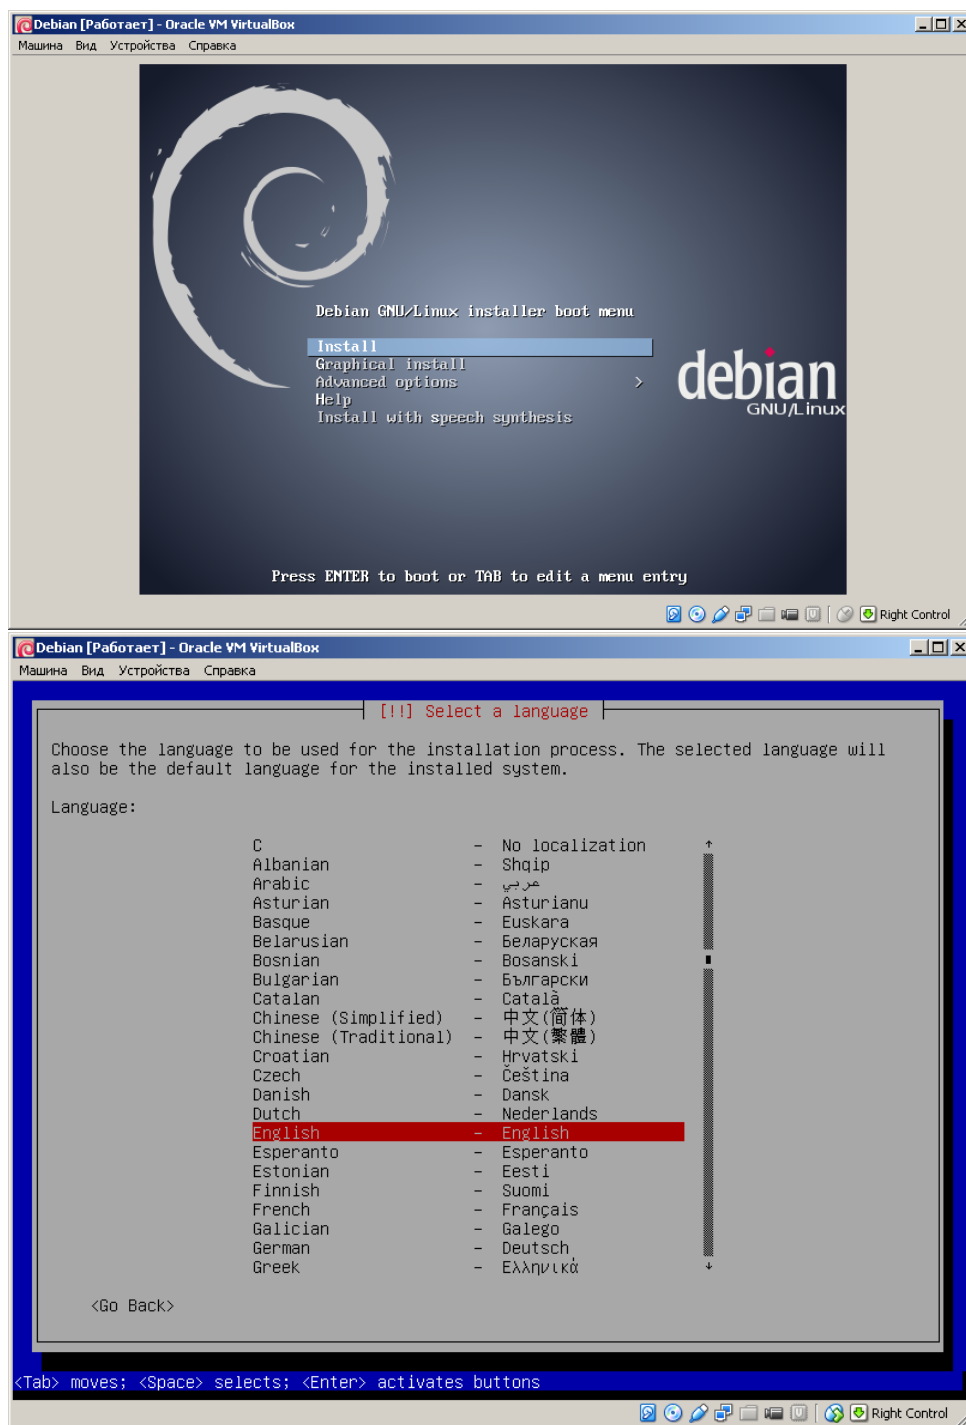 Debian [Работает] - Oracle VM VirtualBox
Машина Вид Устройства Справка
Debian GNU/Linux installer boot menu
Install
Graphical install
Advanced options >
Help
Install with speech synthesis
debian
GNU/Linux
Press ENTER to boot or TAB to edit a menu entry
Right Control
Debian [Работает] - Oracle VM VirtualBox
Машина Вид Устройства Справка
[!!] Select a language
Choose the language to be used for the installation process. The selected language will
also be the default language for the installed system.
Language:
C - No localization
Albanian - Shqip
Arabic - عربي
Asturian - Asturianu
Basque - Euskara
Belarusian - Беларуская
Bosnian - Bosanski
Bulgarian - Български
Catalan - Català
Chinese (Simplified) - 中文(简体)
Chinese (Traditional) - 中文(繁體)
Croatian - Hrvatski
Czech - Čeština
Danish - Dansk
Dutch - Nederlands
English - English
Esperanto - Esperanto
Estonian - Eesti
Finnish - Suomi
French - Français
Galician - Galego
German - Deutsch
Greek - Ελληνικά
<Go Back>
<Tab> moves; <Space> selects; <Enter> activates buttons
Right Control